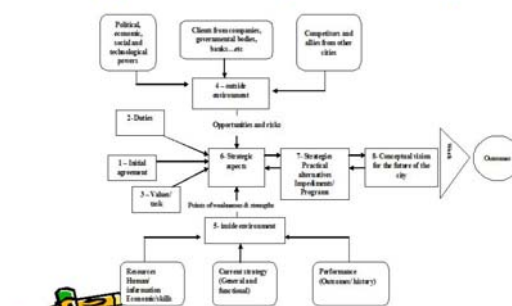 Political,
economic,
social and
technological
powers
Clients from companies,
governmental bodies,
banks...etc
Competitors and
allies from other
cities
4 – outside
environment
Opportunities and risks
2- Duties
1 – Initial
agreement
3 – Values/
task
6- Strategic
aspects
7- Strategies
Practical
alternatives
Impediments/
Programs
8- Conceptual vision
for the future of the
city
Outcomes
Points of weakness & strengths
5- inside environment
Resources
Human/
information
Economic/skills
Current strategy
(General and
functional)
Performance
(Outcomes/ history)